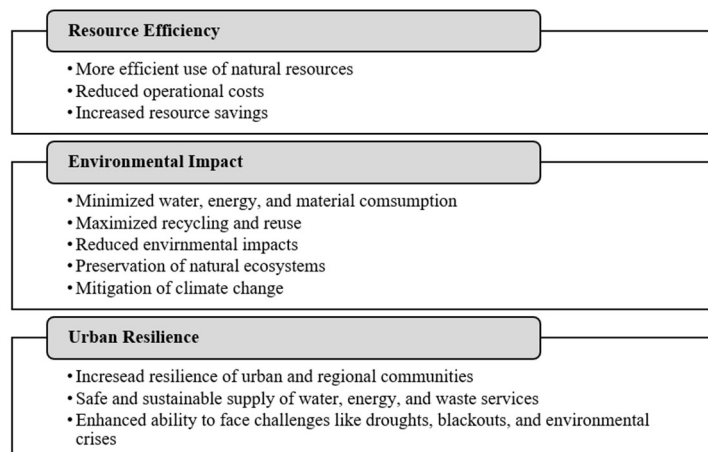 Resource Efficiency
• More efficient use of natural resources
• Reduced operational costs
• Increased resource savings
Environmental Impact
• Minimized water, energy, and material comsumption
• Maximized recycling and reuse
• Reduced envirnmental impacts
• Preservation of natural ecosystems
• Mitigation of climate change
Urban Resilience
• Incresead resilience of urban and regional communities
• Safe and sustainable supply of water, energy, and waste services
• Enhanced ability to face challenges like droughts, blackouts, and environmental
crises